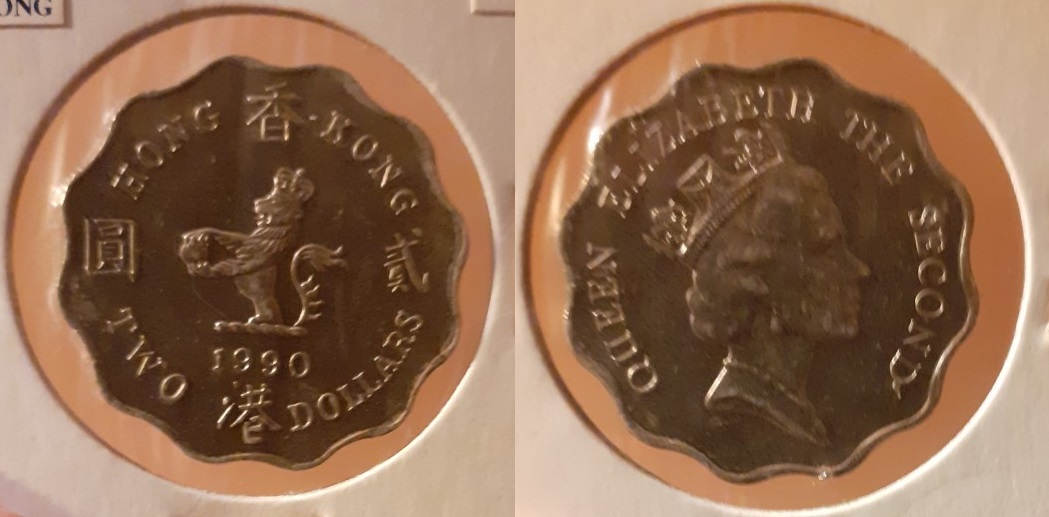 ONG
HONG KONG
香港
貳圓
TWO DOLLARS
1990
QUEEN ELIZABETH THE SECOND